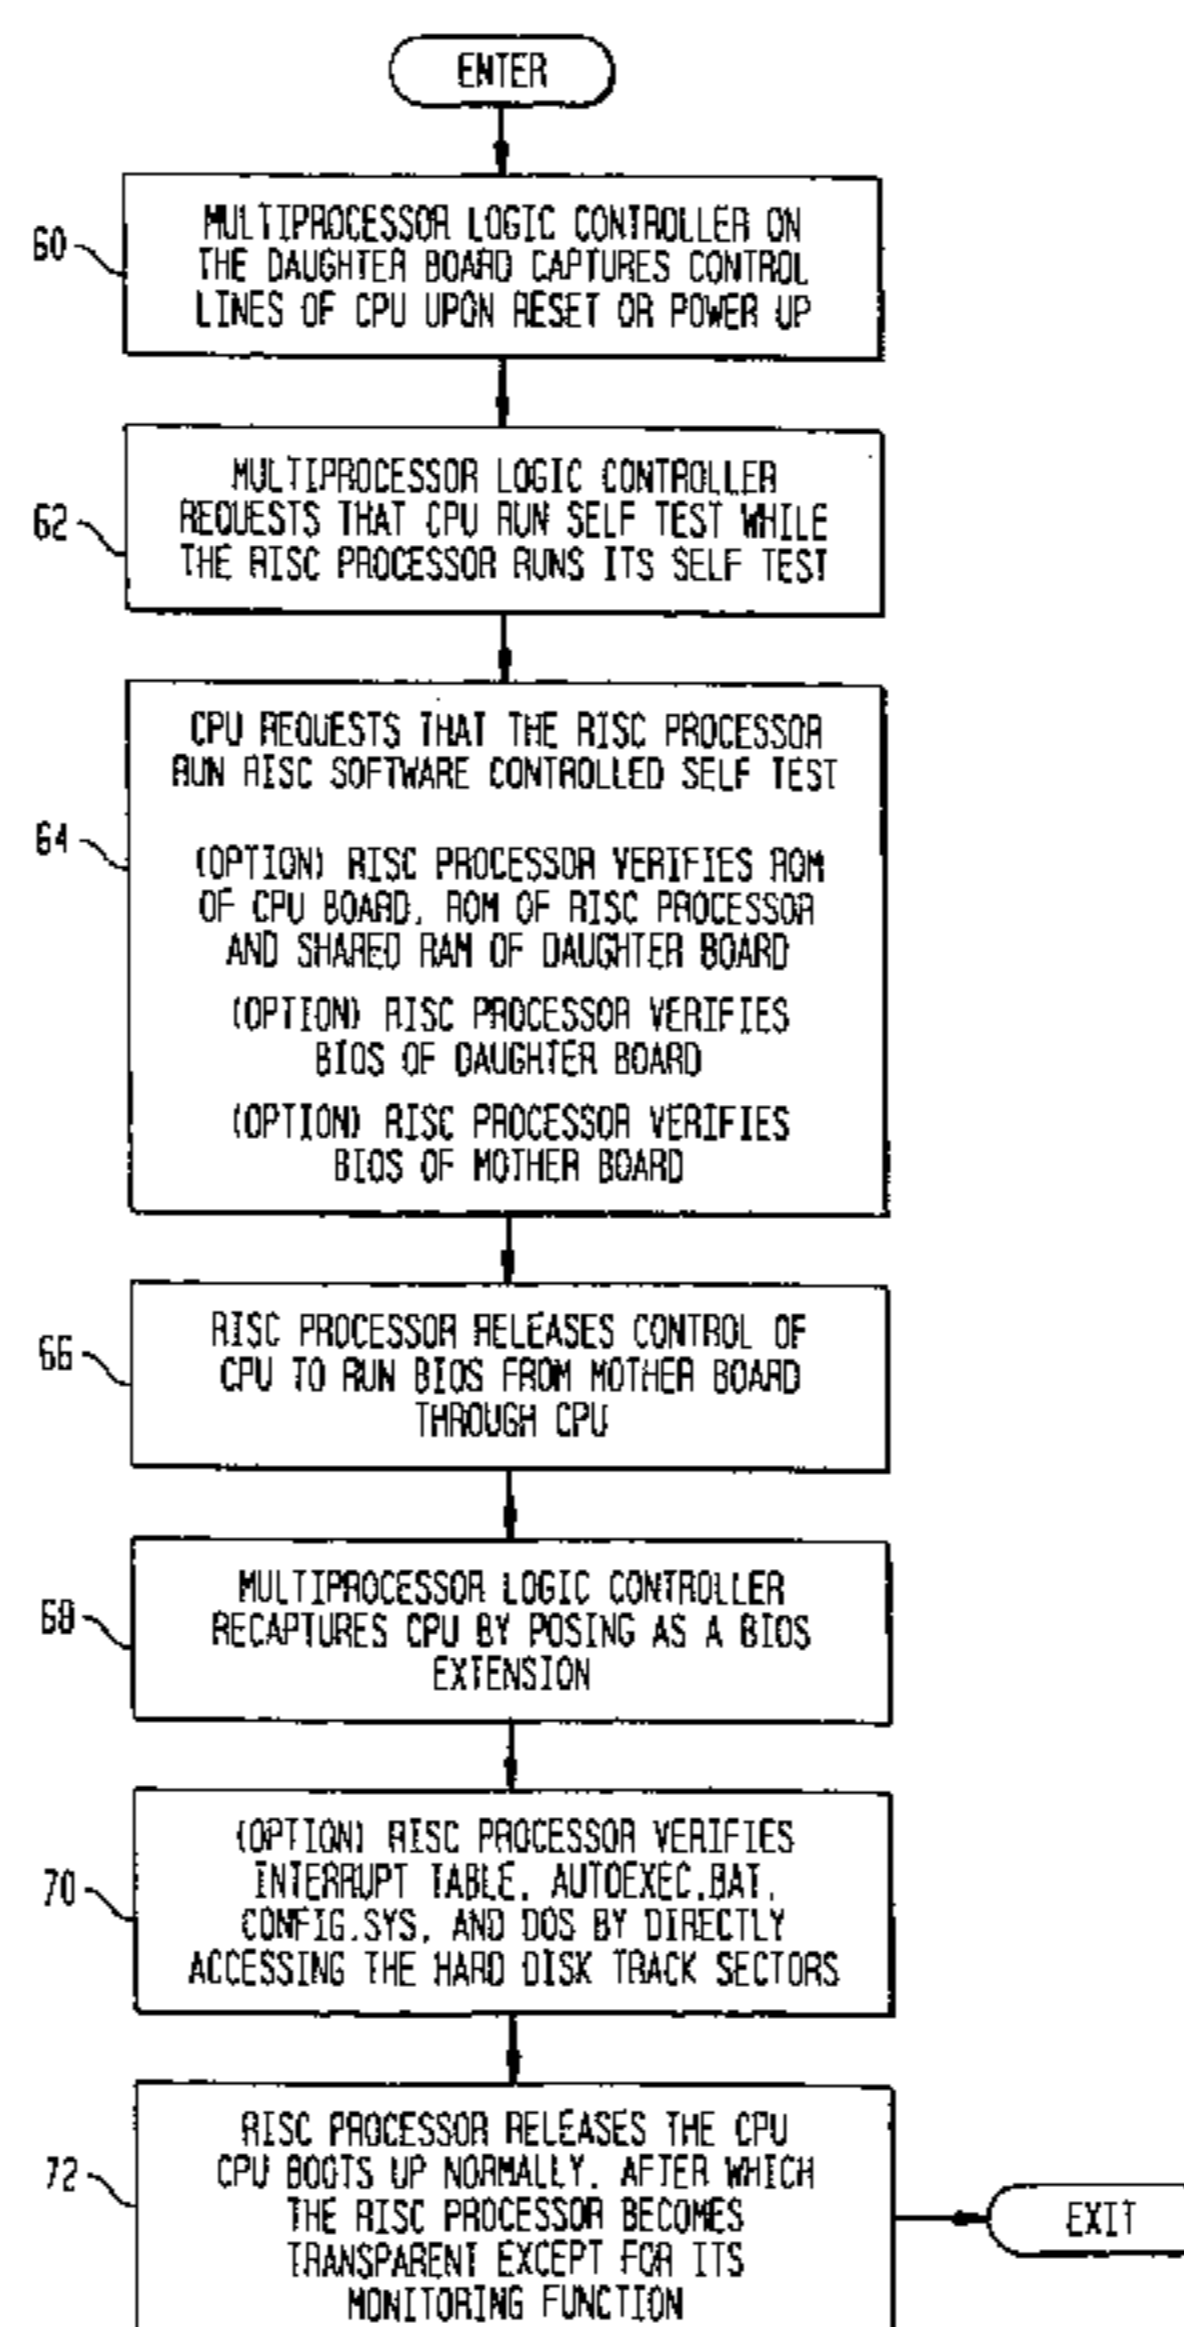 ENTER
60
MULTIPROCESSOR LOGIC CONTROLLER ON
THE DAUGHTER BOARD CAPTURES CONTROL
LINES OF CPU UPON RESET OR POWER UP
62
MULTIPROCESSOR LOGIC CONTROLLER
REQUESTS THAT CPU RUN SELF TEST WHILE
THE RISC PROCESSOR RUNS ITS SELF TEST
64
CPU REQUESTS THAT THE RISC PROCESSOR
RUN RISC SOFTWARE CONTROLLED SELF TEST
(OPTION) RISC PROCESSOR VERIFIES ROM
OF CPU BOARD, ROM OF RISC PROCESSOR
AND SHARED RAM OF DAUGHTER BOARD
(OPTION) RISC PROCESSOR VERIFIES
BIOS OF DAUGHTER BOARD
(OPTION) RISC PROCESSOR VERIFIES
BIOS OF MOTHER BOARD
66
RISC PROCESSOR RELEASES CONTROL OF
CPU TO RUN BIOS FROM MOTHER BOARD
THROUGH CPU
68
MULTIPROCESSOR LOGIC CONTROLLER
RECAPTURES CPU BY POSING AS A BIOS
EXTENSION
70
(OPTION) RISC PROCESSOR VERIFIES
INTERRUPT TABLE, AUTOEXEC.BAT,
CONFIG.SYS, AND DOS BY DIRECTLY
ACCESSING THE HARD DISK TRACK SECTORS
72
RISC PROCESSOR RELEASES THE CPU
CPU BOOTS UP NORMALLY, AFTER WHICH
THE RISC PROCESSOR BECOMES
TRANSPARENT EXCEPT FOR ITS
MONITORING FUNCTION
EXIT